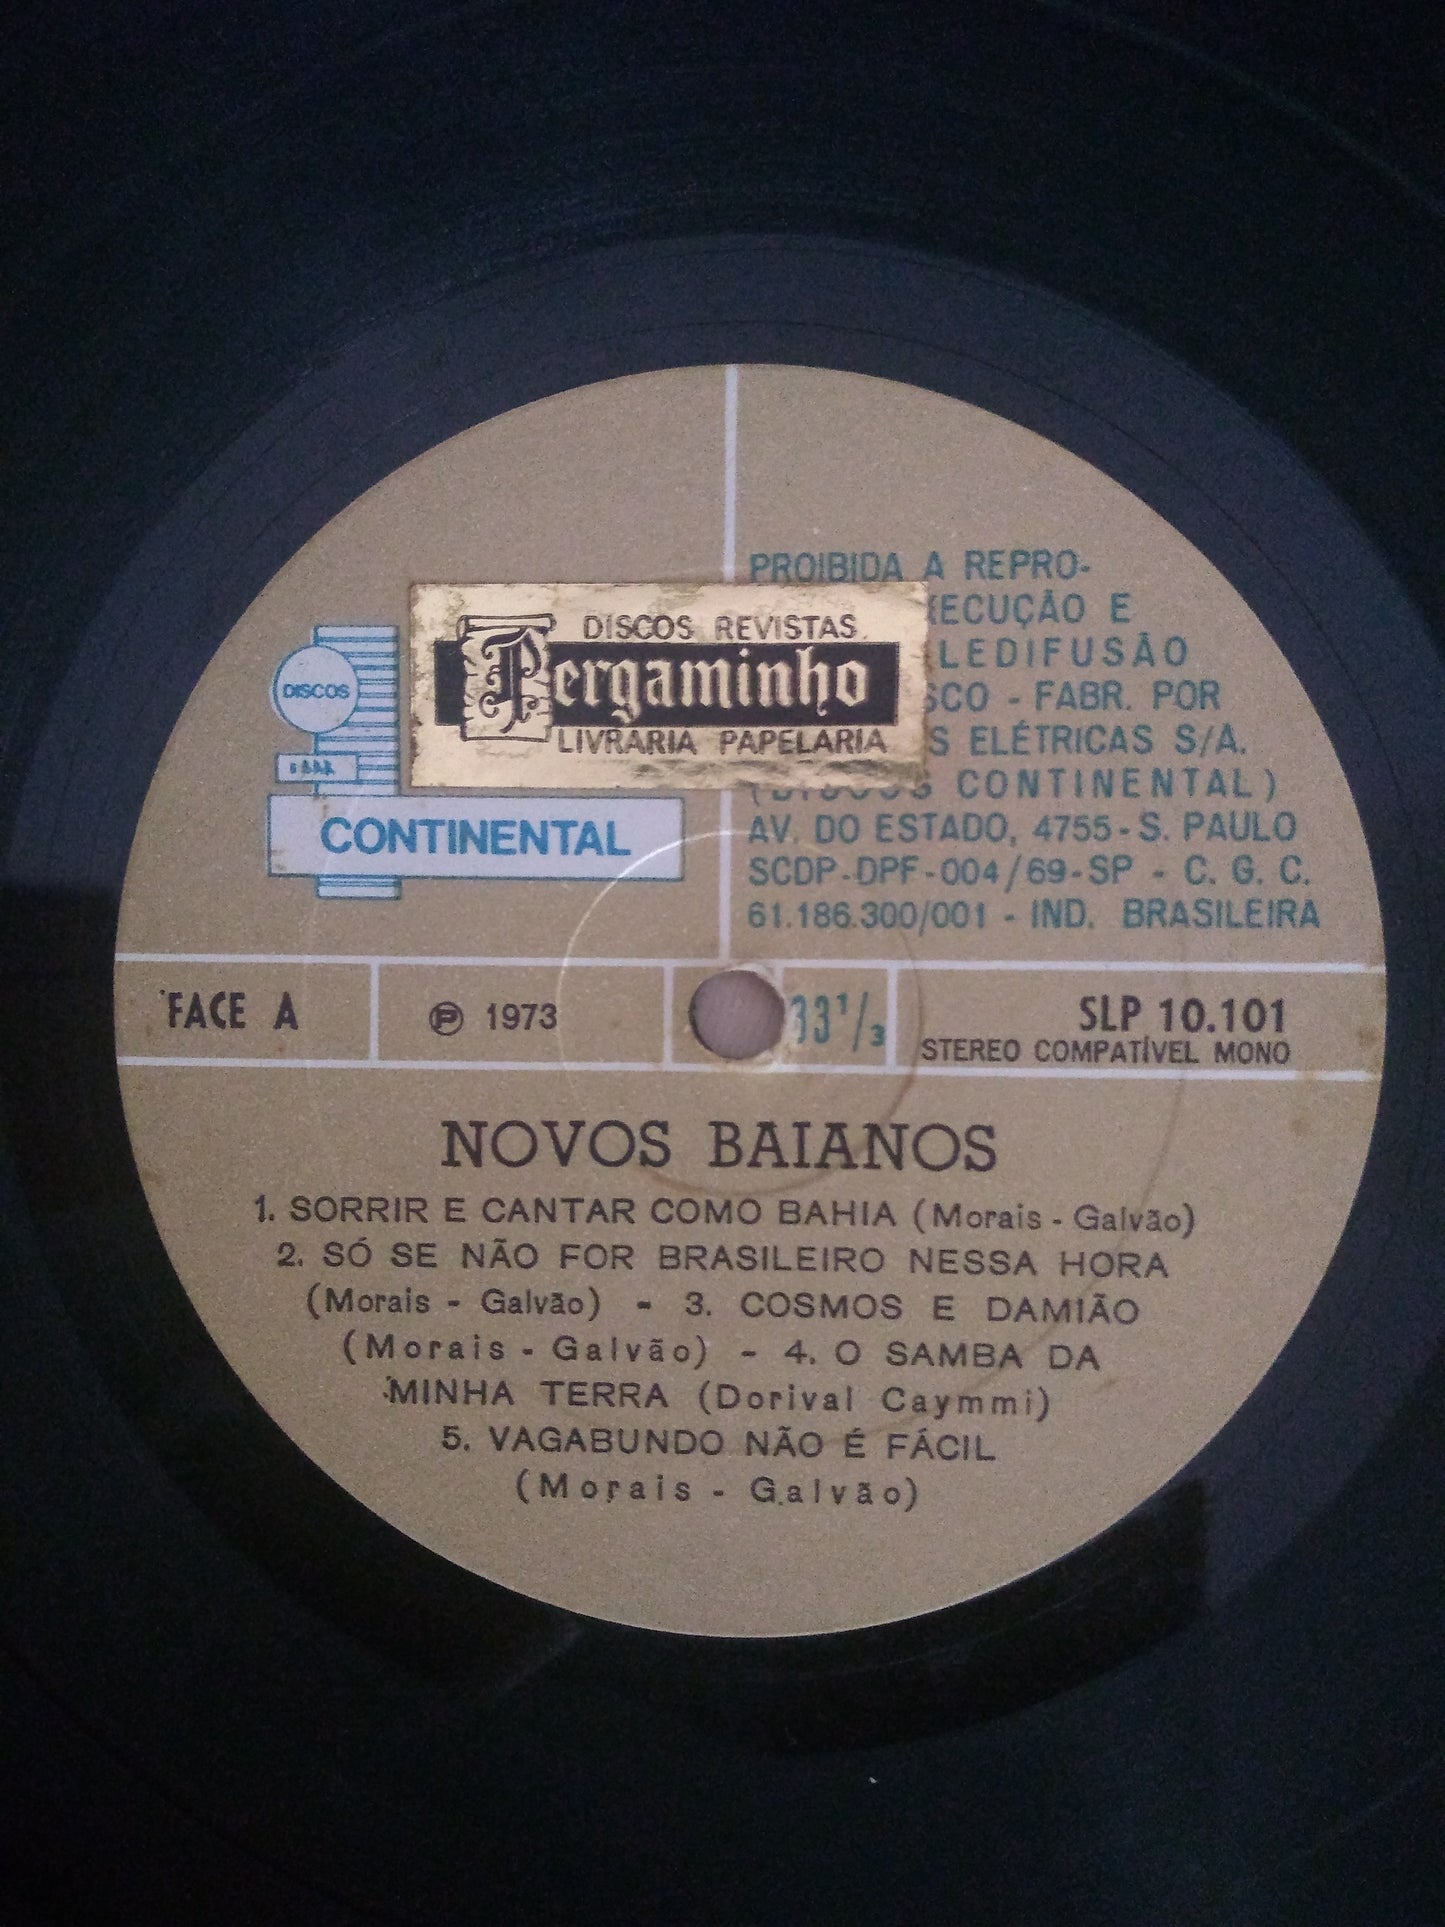 PROIBIDA A REPRO-
XECUÇÃO E
LEDIFUSÃO
SCO - FABR. POR
S ELÉTRICAS S/A.
CONTINENTAL)
AV. DO ESTADO, 4755 - S. PAULO
SCDP-DPF-004/69-SP - C. G. C.
61.186.300/001 - IND. BRASILEIRA
DISCOS REVISTAS
Pergaminho
LIVRARIA PAPELARIA
DISCOS
CONTINENTAL
FACE A
℗ 1973
33 1/3
SLP 10.101
STEREO COMPATÍVEL MONO
NOVOS BAIANOS
1. SORRIR E CANTAR COMO BAHIA (Morais - Galvão)
2. SÓ SE NÃO FOR BRASILEIRO NESSA HORA
(Morais - Galvão) - 3. COSMOS E DAMIÃO
(Morais - Galvão) - 4. O SAMBA DA
MINHA TERRA (Dorival Caymmi)
5. VAGABUNDO NÃO É FÁCIL
(Morais - Galvão)